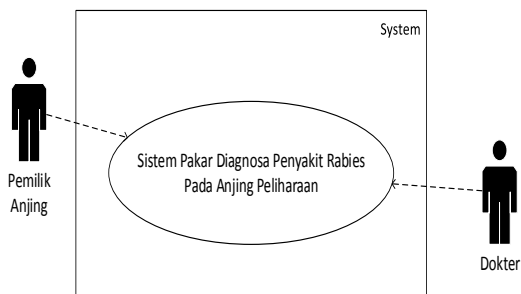 System
Pemilik
Anjing
Sistem Pakar Diagnosa Penyakit Rabies
Pada Anjing Peliharaan
Dokter